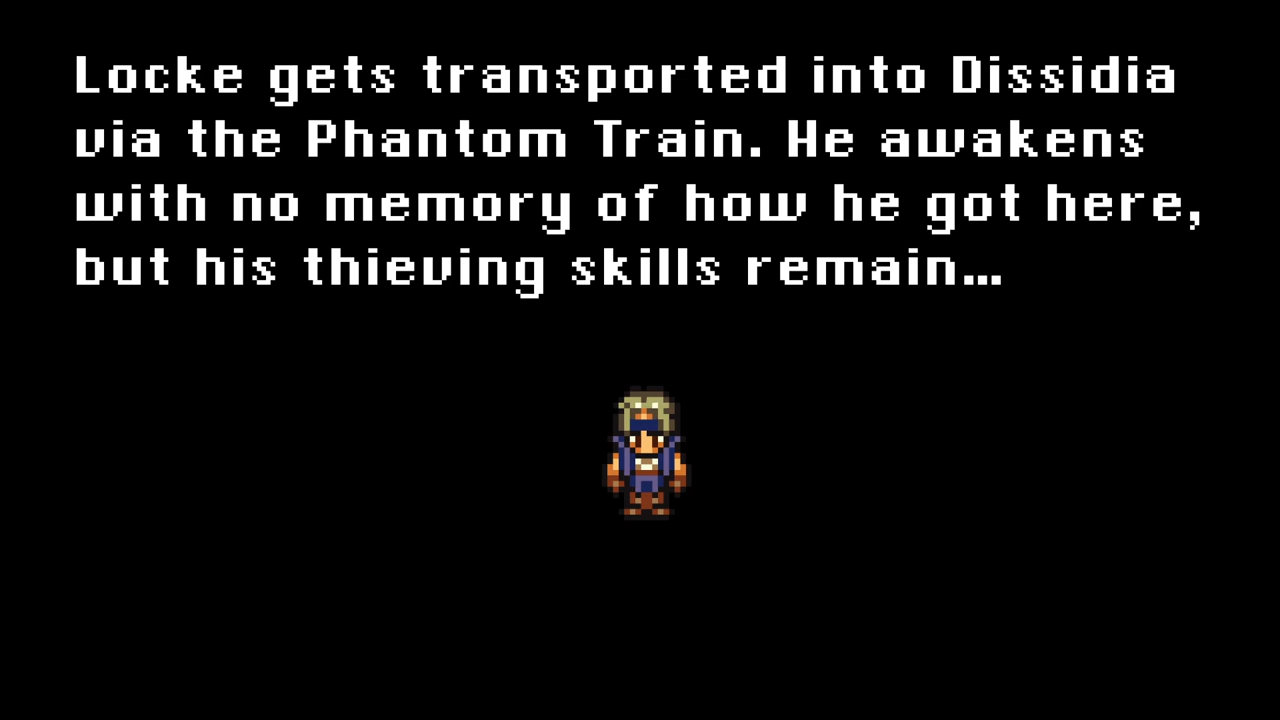 Locke gets transported into Dissidia
via the Phantom Train. He awakens
with no memory of how he got here,
but his thieving skills remain...